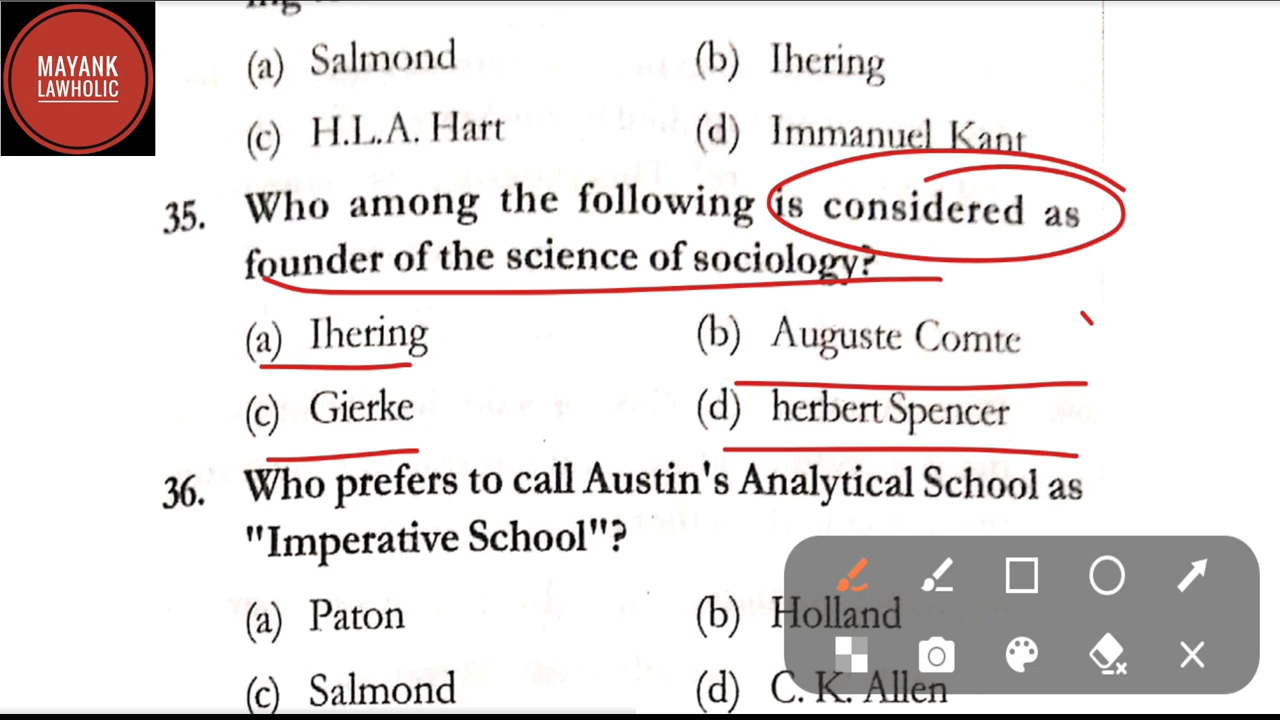 MAYANK
LAWHOLIC
(a) Salmond (b) Ihering
(c) H.L.A. Hart (d) Immanuel Kant
35. Who among the following is considered as
founder of the science of sociology?
(a) Ihering (b) Auguste Comte
(c) Gierke (d) herbert Spencer
36. Who prefers to call Austin's Analytical School as
"Imperative School"?
(a) Paton (b) Holland
(c) Salmond (d) C. K. Allen